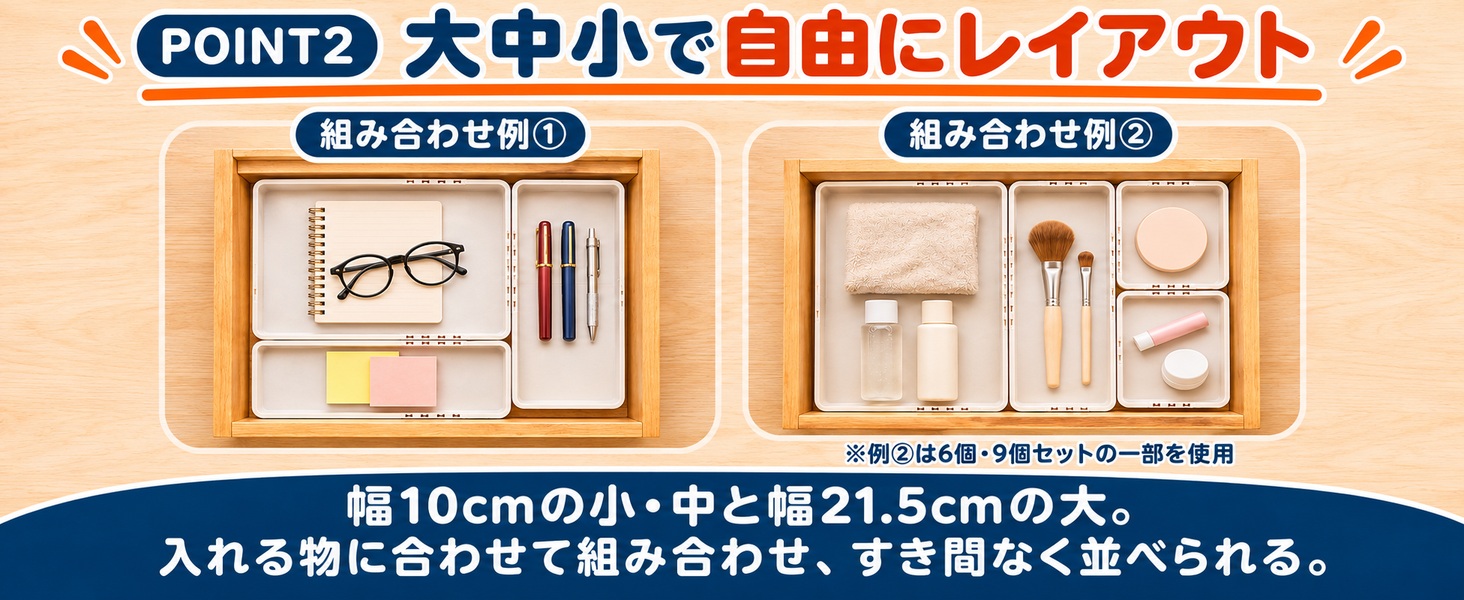 POINT2 大中小で自由にレイアウト
組み合わせ例①
組み合わせ例②
※例②は6個・9個セットの一部を使用
幅10cmの小・中と幅21.5cmの大。
入れる物に合わせて組み合わせ、すき間なく並べられる。